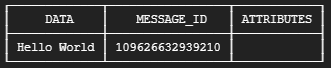 DATA MESSAGE_ID ATTRIBUTES
Hello World 109626632939210